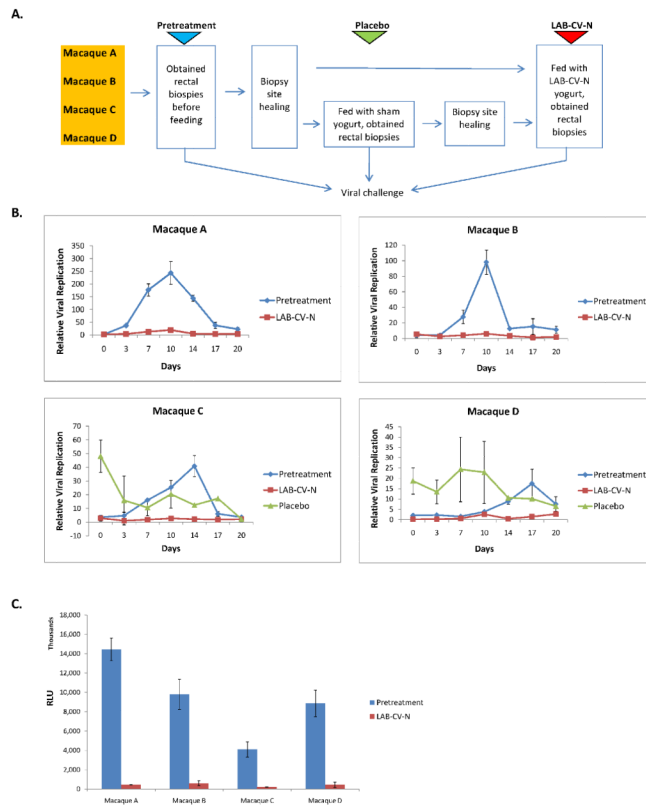 A.
Pretreatment
Placebo
LAB-CV-N
Macaque A
Macaque B
Macaque C
Macaque D
Obtained
rectal
biospies
before
feeding
Biopsy
site
healing
Fed with sham
yogurt, obtained
rectal biopsies
Biopsy site
healing
Fed with
LAB-CV-N
yogurt,
obtained
rectal
biopsies
Viral challenge
B.
Macaque A
Relative Viral Replication
350
300
250
200
150
100
50
0
0 3 7 10 14 17 20
Days
Pretreatment
LAB-CV-N
Macaque B
Relative Viral Replication
120
100
80
60
40
20
0
0 3 7 10 14 17 20
Days
Pretreatment
LAB-CV-N
Macaque C
Relative Viral Replication
70
60
50
40
30
20
10
0
-10
0 3 7 10 14 17 20
Days
Pretreatment
LAB-CV-N
Placebo
Macaque D
Relative Viral Replication
45
40
35
30
25
20
15
10
5
0
0 3 7 10 14 17 20
Days
Pretreatment
LAB-CV-N
Placebo
C.
Thousands
RLU
18,000
16,000
14,000
12,000
10,000
8,000
6,000
4,000
2,000
0
Macaque A Macaque B Macaque C Macaque D
Pretreatment
LAB-CV-N